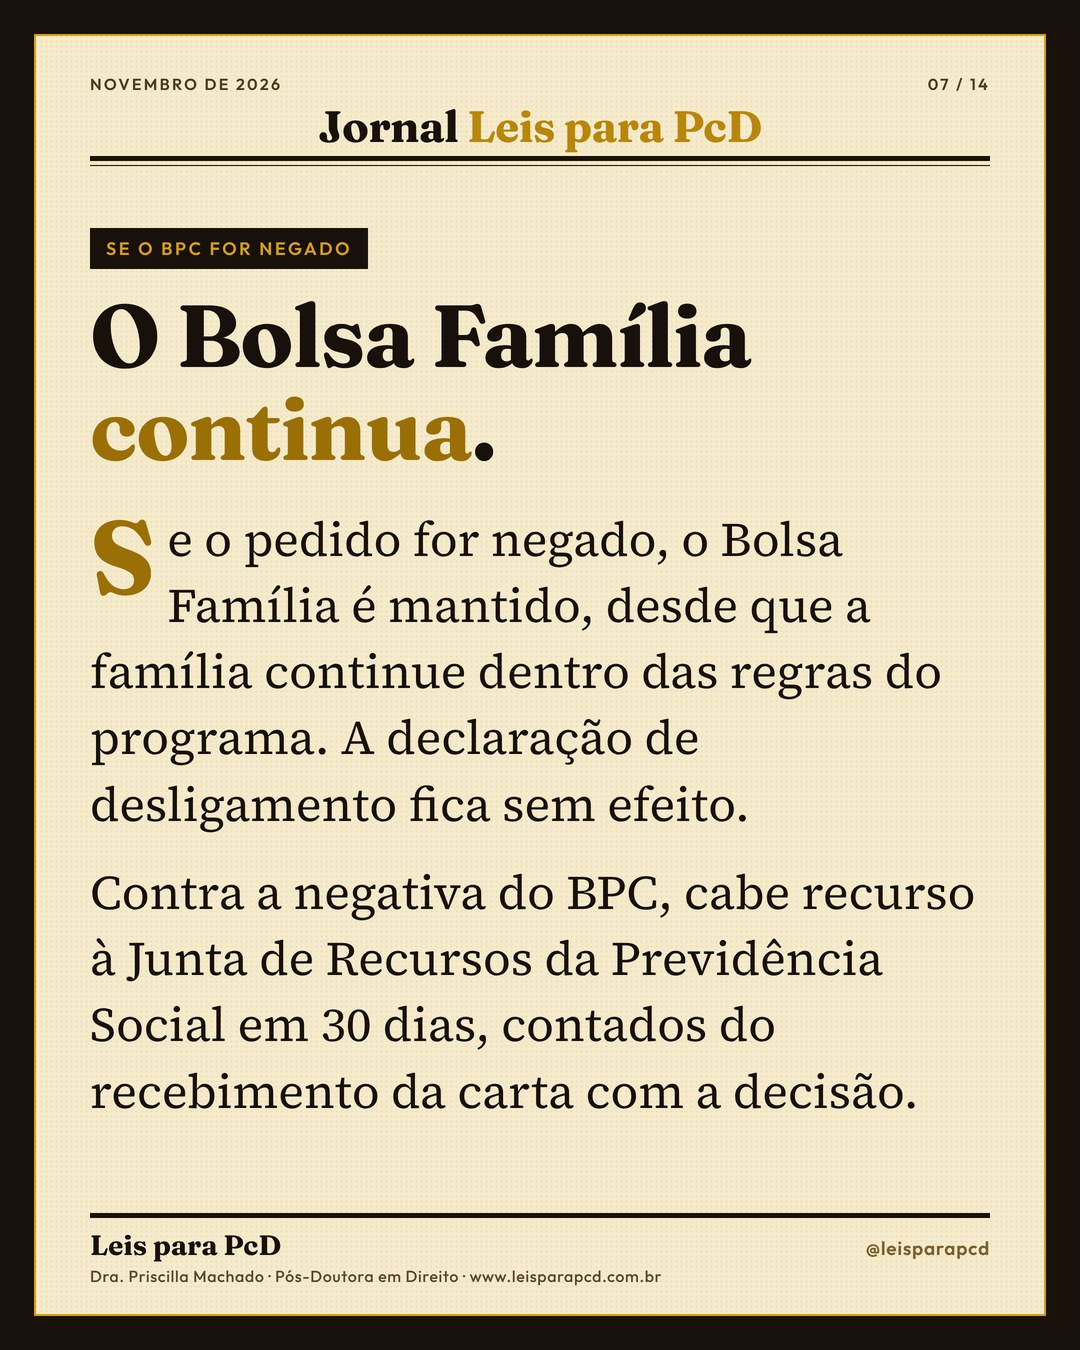 NOVEMBRO DE 2026
07 / 14
Jornal Leis para PcD
SE O BPC FOR NEGADO
O Bolsa Família
continua.
Se o pedido for negado, o Bolsa
Família é mantido, desde que a
família continue dentro das regras do
programa. A declaração de
desligamento fica sem efeito.
Contra a negativa do BPC, cabe recurso
à Junta de Recursos da Previdência
Social em 30 dias, contados do
recebimento da carta com a decisão.
Leis para PcD
@leisparapcd
Dra. Priscilla Machado · Pós-Doutora em Direito · www.leisparapcd.com.br